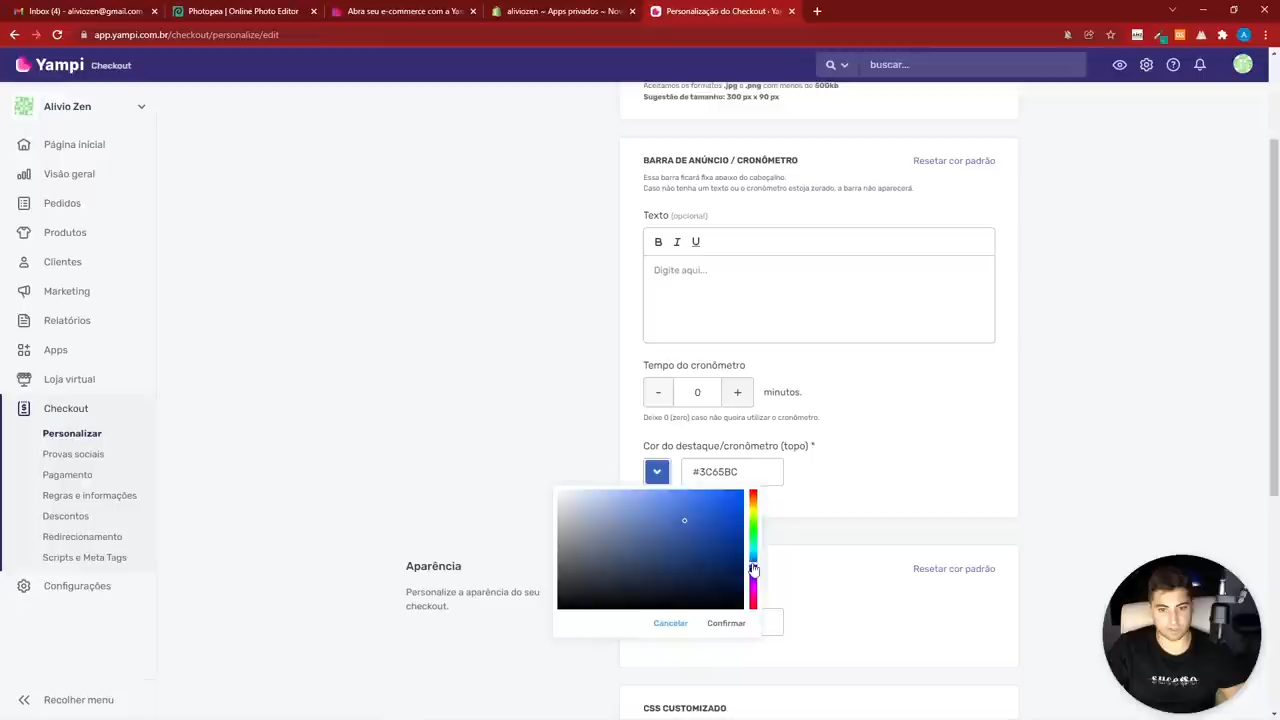 Inbox (4) - aliviozen@gmail.com
Photopea | Online Photo Editor
Abra seu e-commerce com a Yam
aliviozen ~ Apps privados ~ Nov
Personalização do checkout · Yam
app.yampi.com.br/checkout/personalize/edit
Yampi Checkout
buscar...
Alivio Zen
Página inicial
Visão geral
Pedidos
Produtos
Clientes
Marketing
Relatórios
Apps
Loja virtual
Checkout
Personalizar
Provas sociais
Pagamento
Regras e informações
Descontos
Redirecionamento
Scripts e Meta Tags
Configurações
Recolher menu
Aceitamos os formatos .jpg e .png com menos de 500kb
Sugestão de tamanho: 300 px x 90 px
BARRA DE ANÚNCIO / CRONÔMETRO
Resetar cor padrão
Essa barra ficará fixa abaixo do cabeçalho.
Caso não tenha um texto ou o cronômetro esteja zerado, a barra não aparecerá.
Texto (opcional)
B I U
Digite aqui...
Tempo do cronômetro
- 0 + minutos.
Deixe 0 (zero) caso não queira utilizar o cronômetro.
Cor do destaque/cronômetro (topo) *
#3C65BC
Cancelar Confirmar
Aparência
Personalize a aparência do seu
checkout.
Resetar cor padrão
CSS CUSTOMIZADO